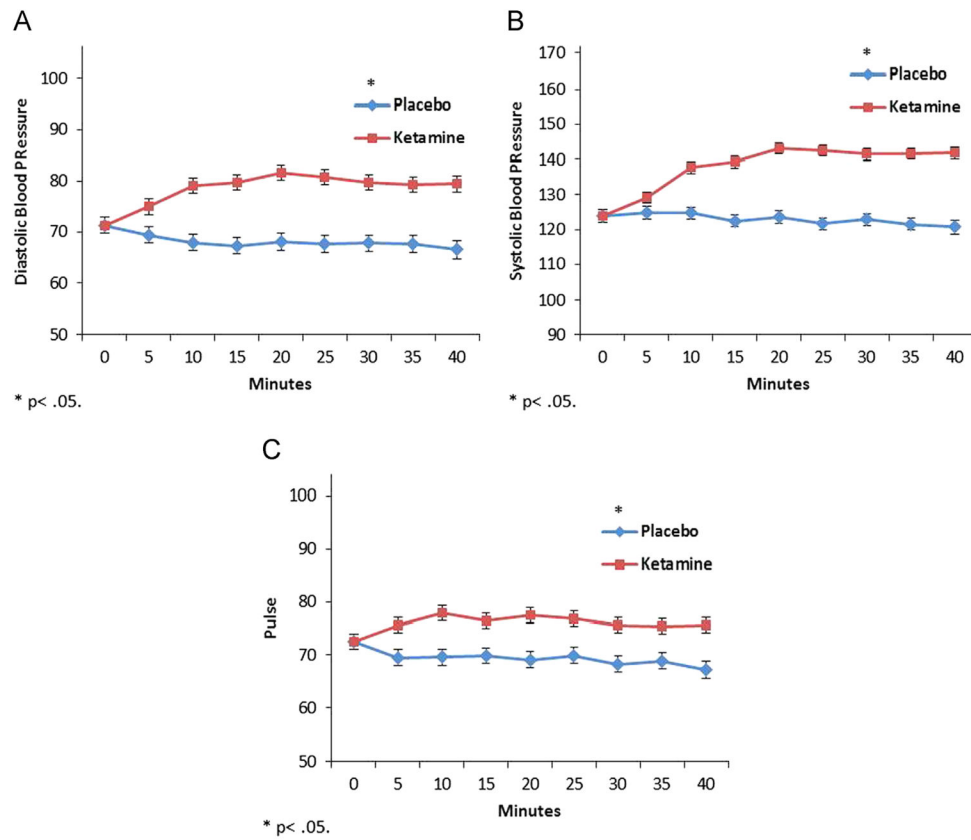 A
Diastolic Blood PRessure
100
90
80
70
60
50
*
Placebo
Ketamine
0 5 10 15 20 25 30 35 40
Minutes
* p< .05.
B
Systolic Blood PRessure
170
160
150
140
130
120
110
100
90
*
Placebo
Ketamine
0 5 10 15 20 25 30 35 40
Minutes
* p< .05.
C
Pulse
100
90
80
70
60
50
*
Placebo
Ketamine
0 5 10 15 20 25 30 35 40
Minutes
* p< .05.